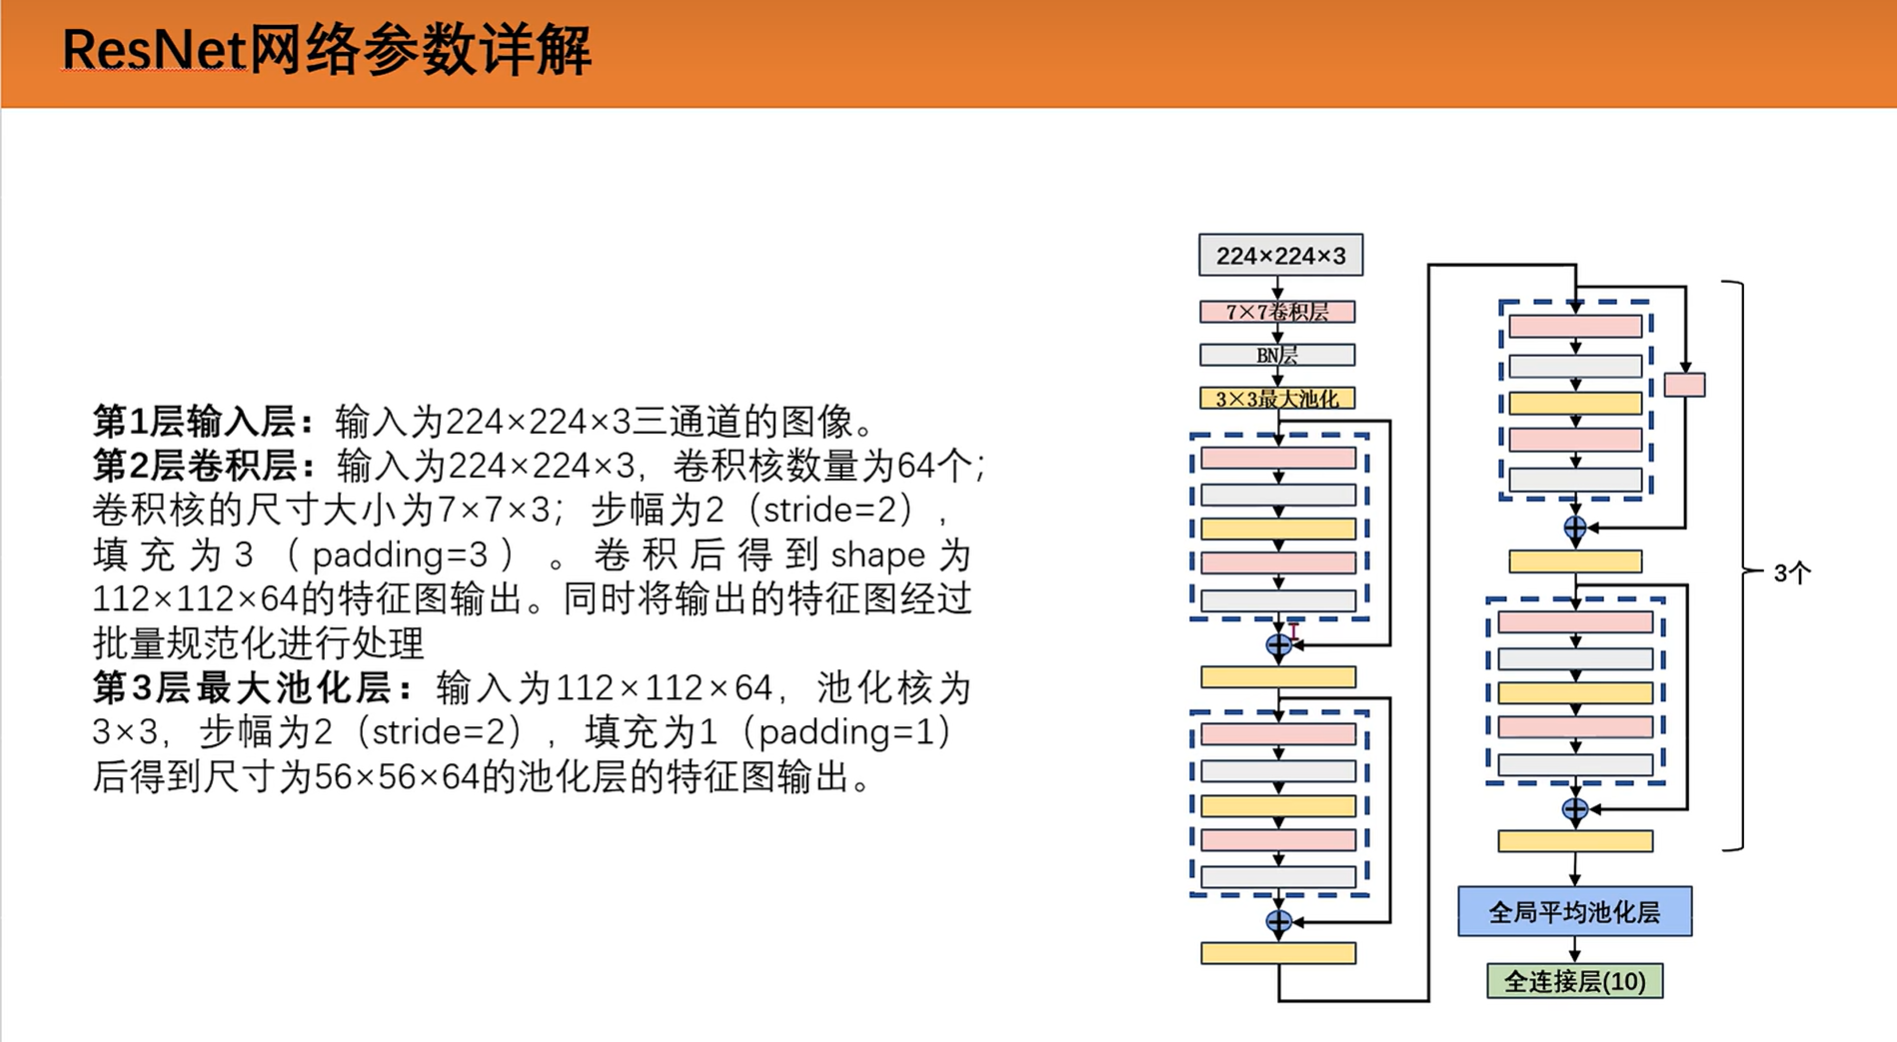 ResNet网络参数详解
第1层输入层：输入为224×224×3三通道的图像。
第2层卷积层：输入为224×224×3，卷积核数量为64个；
卷积核的尺寸大小为7×7×3；步幅为2（stride=2），
填充为3（padding=3）。卷积后得到shape为
112×112×64的特征图输出。同时将输出的特征图经过
批量规范化进行处理
第3层最大池化层：输入为112×112×64，池化核为
3×3，步幅为2（stride=2），填充为1（padding=1）
后得到尺寸为56×56×64的池化层的特征图输出。
224×224×3
7×7卷积层
BN层
3×3最大池化
3个
全局平均池化层
全连接层(10)